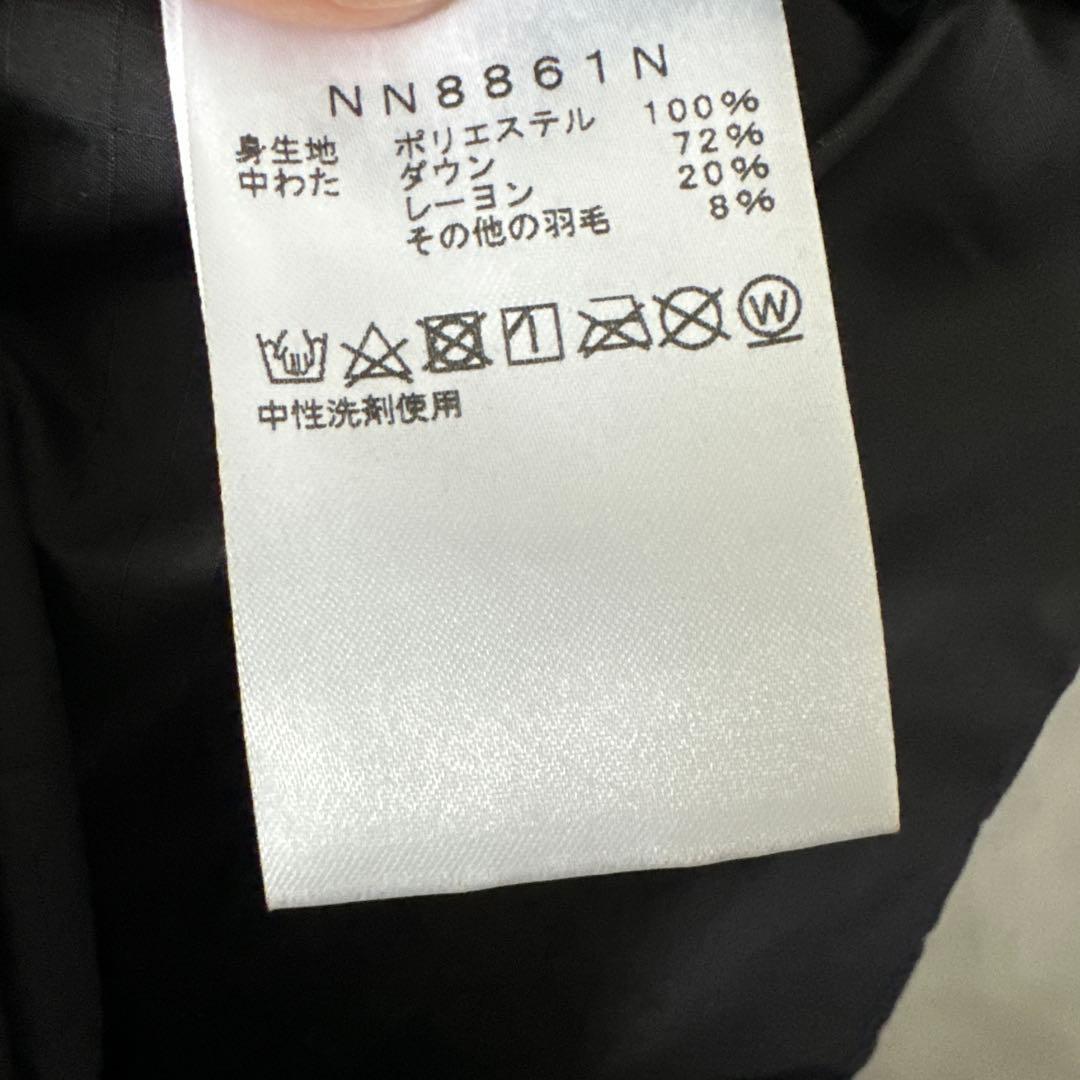 NN8861N
身生地 ポリエステル 100%
中わた ダウン 72%
レーヨン 20%
その他の羽毛 8%
W
中性洗剤使用